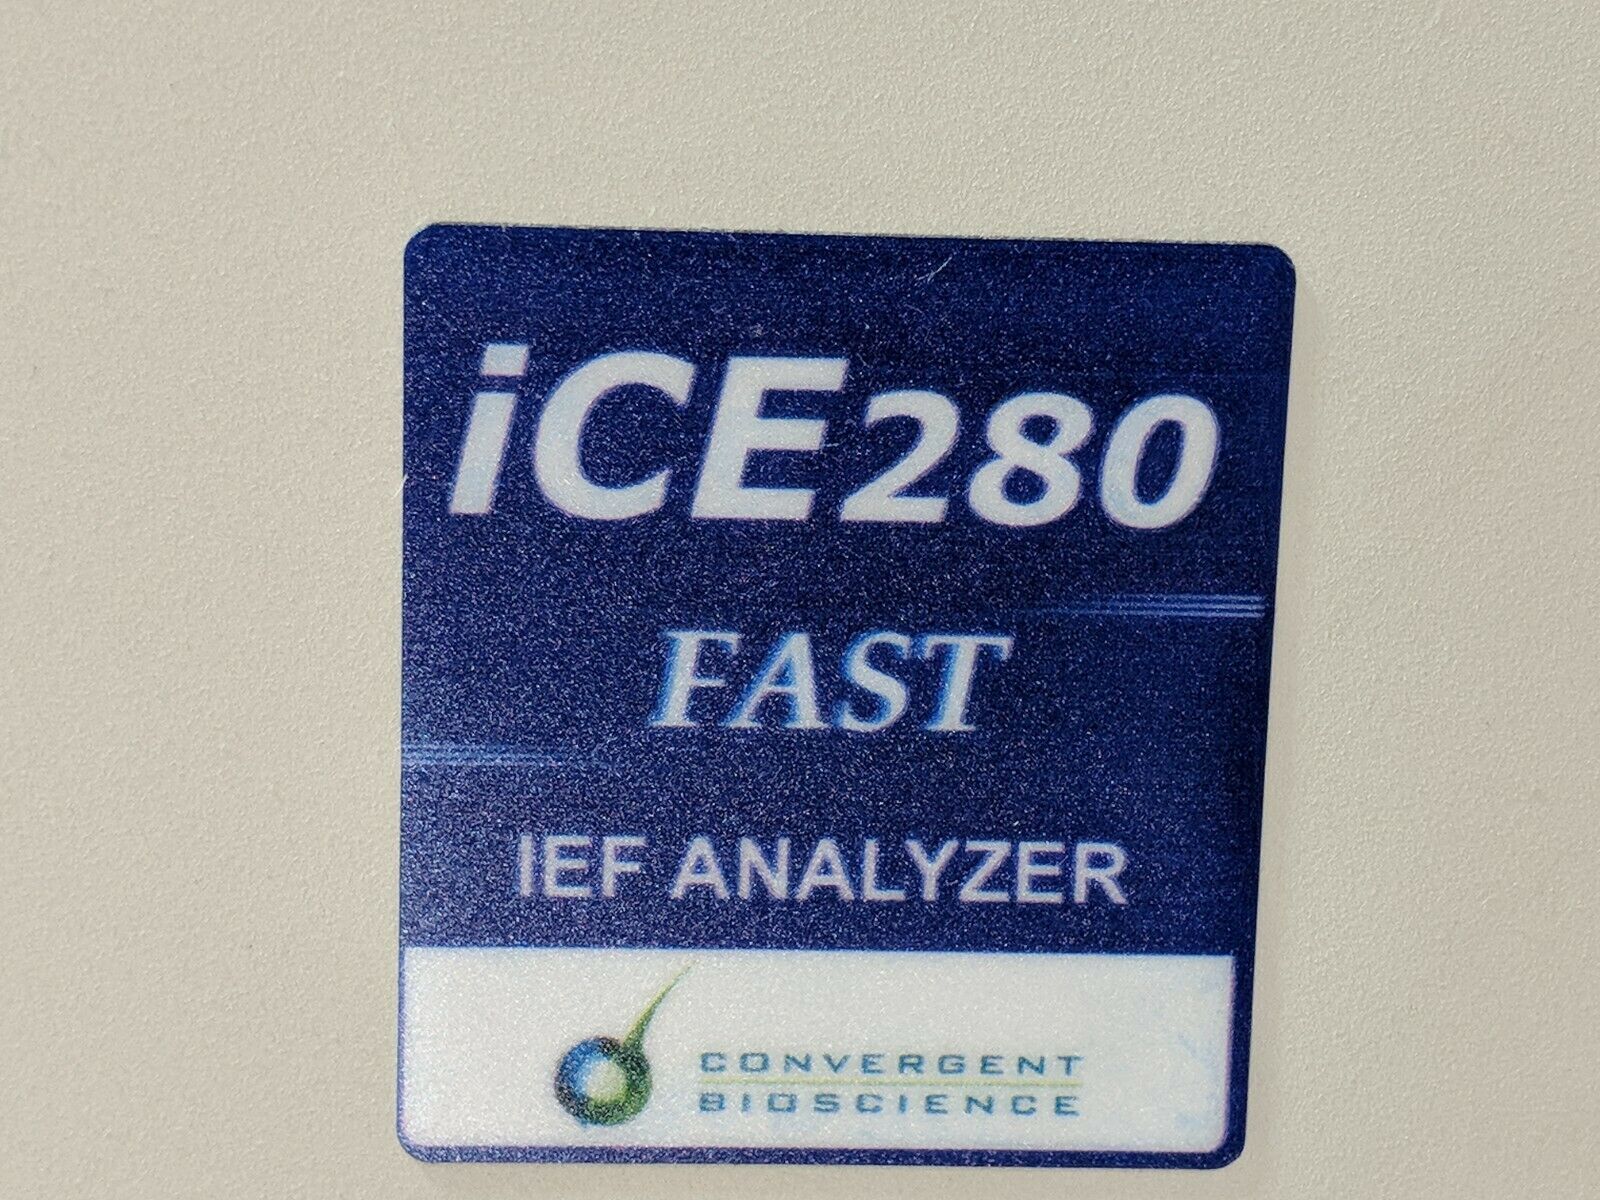 iCE280
FAST
IEF ANALYZER
CONVERGENT
BIOSCIENCE